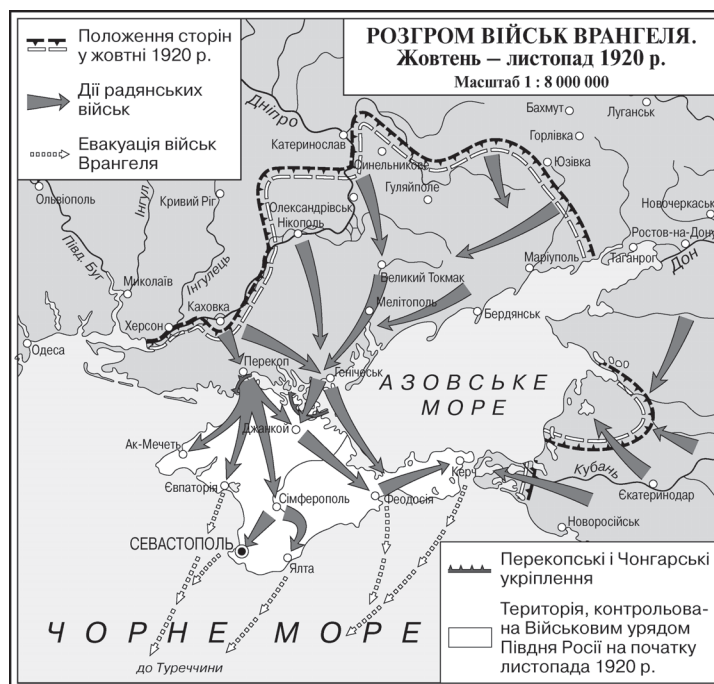 РОЗГРОМ ВІЙСЬК ВРАНГЕЛЯ.
Жовтень – листопад 1920 р.
Масштаб 1 : 8 000 000
Положення сторін
у жовтні 1920 р.
Дії радянських
військ
Евакуація військ
Врангеля
Дніпро
Катеринослав
Синельникове
Бахмут
Луганськ
Горлівка
Юзівка
Гуляйполе
Ольвіополь
Інгул
Кривий Ріг
Олександрівськ
Нікополь
Новочеркаськ
Ростов-на-Дону
Таганрог
Дон
Маріуполь
Півд. Буг
Інгулець
Миколаїв
Великий Токмак
Мелітополь
Бердянськ
Каховка
Херсон
Одеса
Перекоп
Генічеськ
АЗОВСЬКЕ
МОРЕ
Джанкой
Ак-Мечеть
Керч
Кубань
Євпаторія
Сімферополь
Феодосія
Єкатеринодар
Новоросійськ
СЕВАСТОПОЛЬ
Ялта
ЧОРНЕ МОРЕ
до Туреччини
Перекопські і Чонгарські
укріплення
Територія, контрольова-
на Військовим урядом
Півдня Росії на початку
листопада 1920 р.